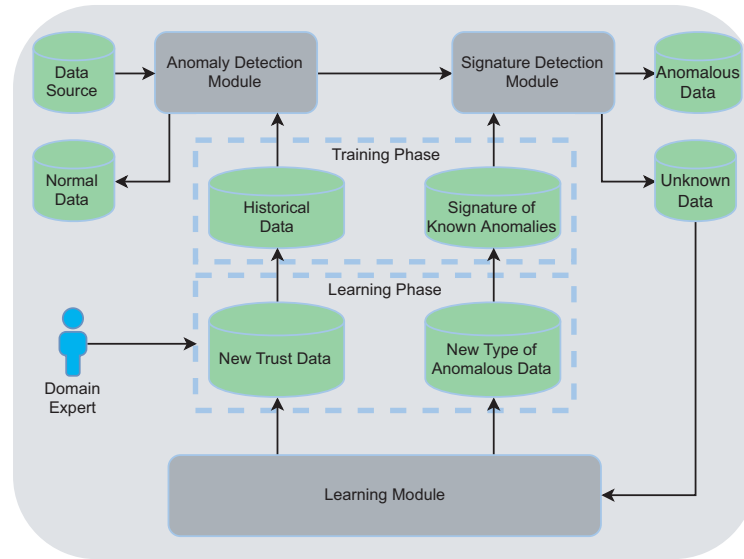 Data
Source
Anomaly Detection
Module
Signature Detection
Module
Anomalous
Data
Normal
Data
Training Phase
Historical
Data
Signature of
Known Anomalies
Unknown
Data
Learning Phase
New Trust Data
New Type of
Anomalous Data
Domain
Expert
Learning Module